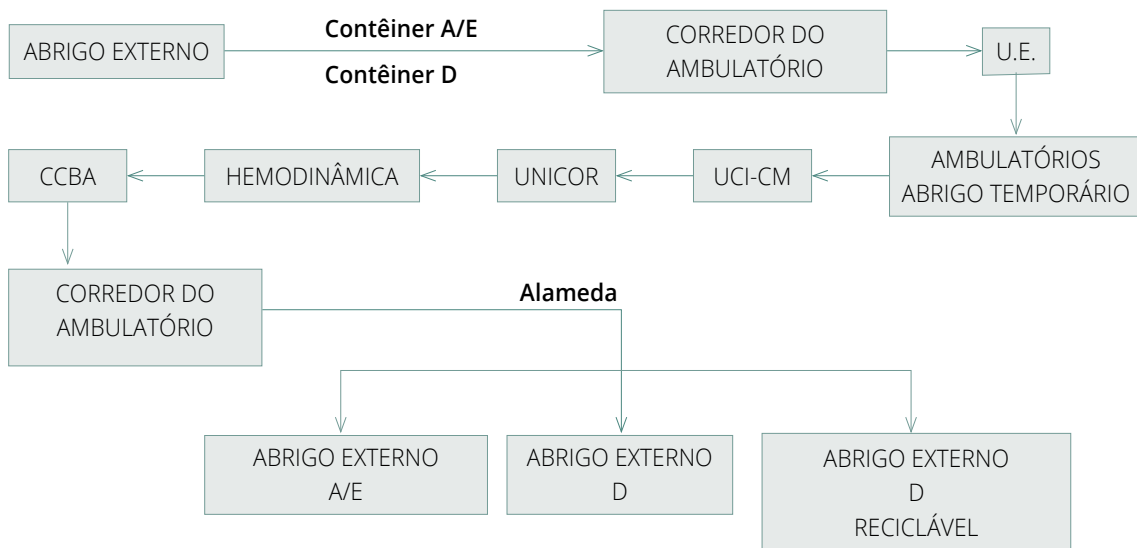 ABRIGO EXTERNO
Contêiner A/E
Contêiner D
CORREDOR DO
AMBULATÓRIO
U.E.
AMBULATÓRIOS
ABRIGO TEMPORÁRIO
UCI-CM
UNICOR
HEMODINÂMICA
CCBA
CORREDOR DO
AMBULATÓRIO
Alameda
ABRIGO EXTERNO
A/E
ABRIGO EXTERNO
D
ABRIGO EXTERNO
D
RECICLÁVEL